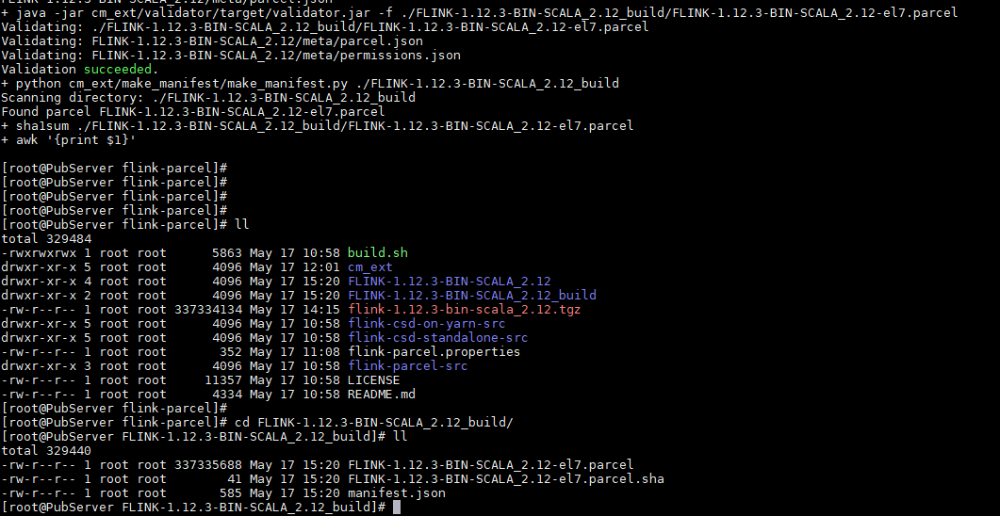 FLINK-1.12.3-BIN-SCALA_2.12/meta/parcel.json
+ java -jar cm_ext/validator/target/validator.jar -f ./FLINK-1.12.3-BIN-SCALA_2.12_build/FLINK-1.12.3-BIN-SCALA_2.12-el7.parcel
Validating: ./FLINK-1.12.3-BIN-SCALA_2.12_build/FLINK-1.12.3-BIN-SCALA_2.12-el7.parcel
Validating: FLINK-1.12.3-BIN-SCALA_2.12/meta/parcel.json
Validating: FLINK-1.12.3-BIN-SCALA_2.12/meta/permissions.json
Validation succeeded.
+ python cm_ext/make_manifest/make_manifest.py ./FLINK-1.12.3-BIN-SCALA_2.12_build
Scanning directory: ./FLINK-1.12.3-BIN-SCALA_2.12_build
Found parcel FLINK-1.12.3-BIN-SCALA_2.12-el7.parcel
+ sha1sum ./FLINK-1.12.3-BIN-SCALA_2.12_build/FLINK-1.12.3-BIN-SCALA_2.12-el7.parcel
+ awk '{print $1}'
[root@PubServer flink-parcel]#
[root@PubServer flink-parcel]#
[root@PubServer flink-parcel]#
[root@PubServer flink-parcel]#
[root@PubServer flink-parcel]# ll
total 329484
-rwxrwxrwx 1 root root      5863 May 17 10:58 build.sh
drwxr-xr-x 5 root root      4096 May 17 12:01 cm_ext
drwxr-xr-x 4 root root      4096 May 17 15:20 FLINK-1.12.3-BIN-SCALA_2.12
drwxr-xr-x 2 root root      4096 May 17 15:20 FLINK-1.12.3-BIN-SCALA_2.12_build
-rw-r--r-- 1 root root 337334134 May 17 14:15 flink-1.12.3-bin-scala_2.12.tgz
drwxr-xr-x 5 root root      4096 May 17 10:58 flink-csd-on-yarn-src
drwxr-xr-x 5 root root      4096 May 17 10:58 flink-csd-standalone-src
-rw-r--r-- 1 root root       352 May 17 11:08 flink-parcel.properties
drwxr-xr-x 3 root root      4096 May 17 10:58 flink-parcel-src
-rw-r--r-- 1 root root     11357 May 17 10:58 LICENSE
-rw-r--r-- 1 root root      4334 May 17 10:58 README.md
[root@PubServer flink-parcel]#
[root@PubServer flink-parcel]# cd FLINK-1.12.3-BIN-SCALA_2.12_build/
[root@PubServer FLINK-1.12.3-BIN-SCALA_2.12_build]# ll
total 329440
-rw-r--r-- 1 root root 337335688 May 17 15:20 FLINK-1.12.3-BIN-SCALA_2.12-el7.parcel
-rw-r--r-- 1 root root        41 May 17 15:20 FLINK-1.12.3-BIN-SCALA_2.12-el7.parcel.sha
-rw-r--r-- 1 root root       585 May 17 15:20 manifest.json
[root@PubServer FLINK-1.12.3-BIN-SCALA_2.12_build]#